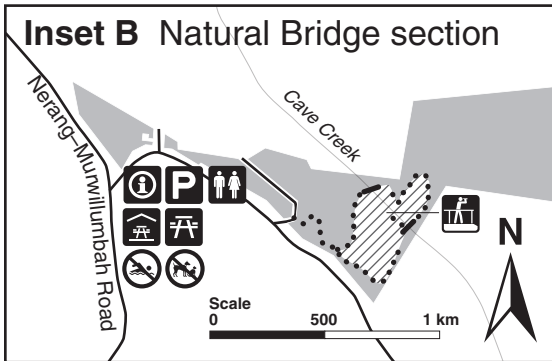 Inset B Natural Bridge section
Nerang–Murwillumbah Road
Cave Creek
i
P
N
Scale
0 500 1 km